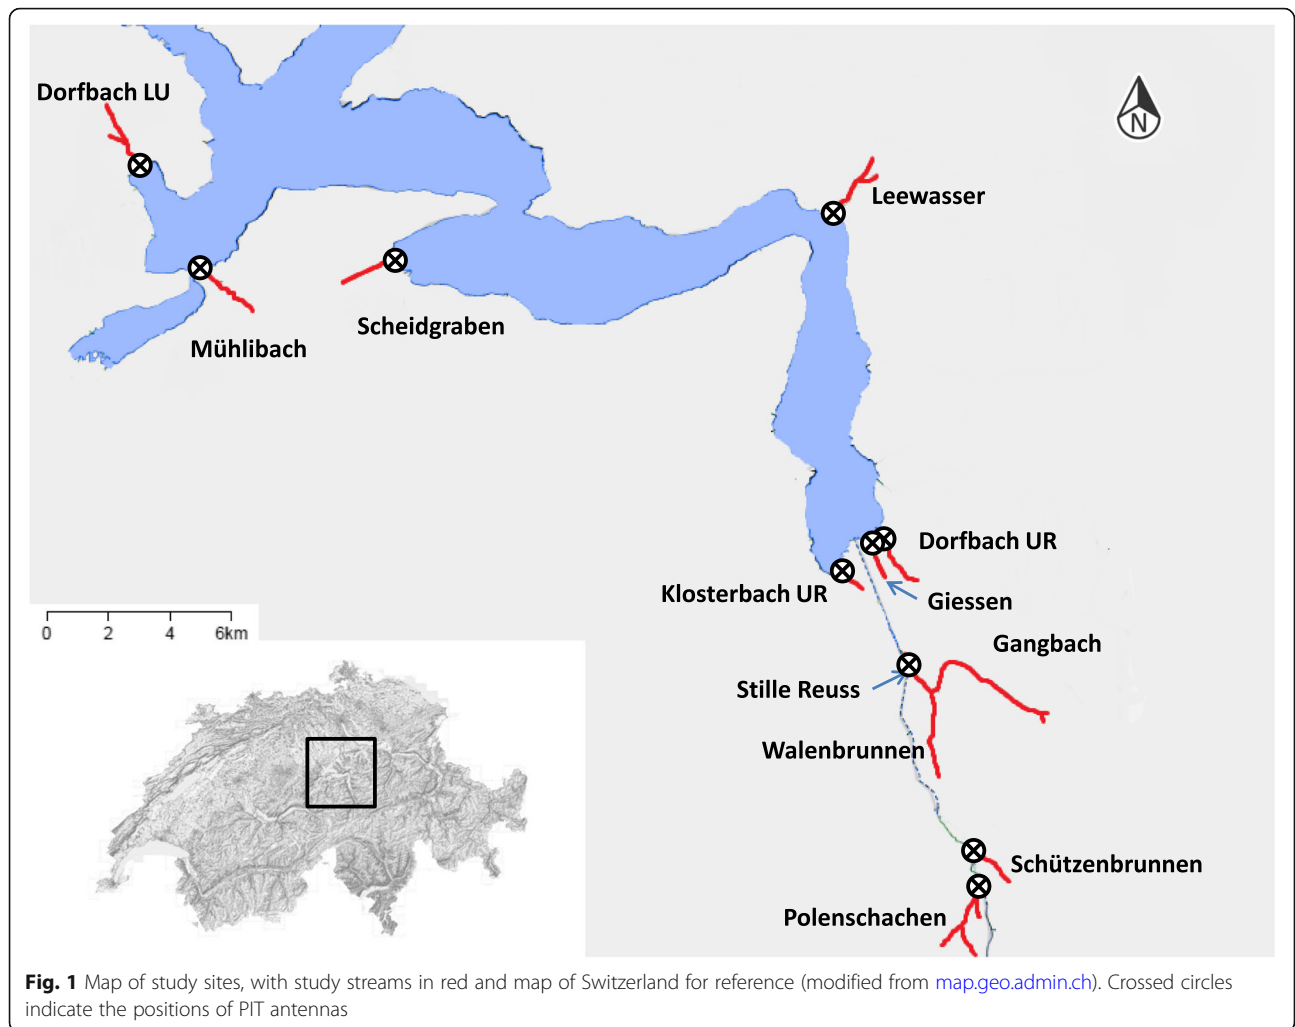 Dorfbach LU
N
Leewasser
Scheidgraben
Mühlibach
Dorfbach UR
Klosterbach UR
Giessen
0 2 4 6km
Gangbach
Stille Reuss
Walenbrunnen
Schützenbrunnen
Polenschachen
Fig. 1 Map of study sites, with study streams in red and map of Switzerland for reference (modified from map.geo.admin.ch). Crossed circles
indicate the positions of PIT antennas